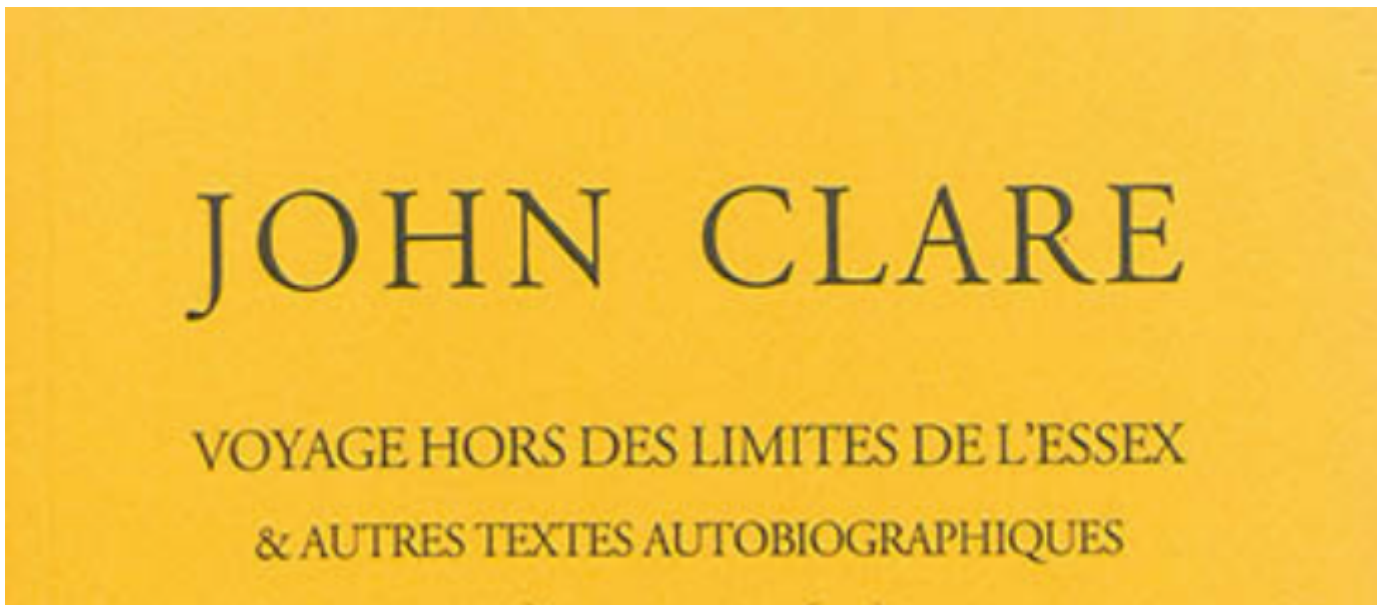 JOHN CLARE
VOYAGE HORS DES LIMITES DE L'ESSEX
& AUTRES TEXTES AUTOBIOGRAPHIQUES